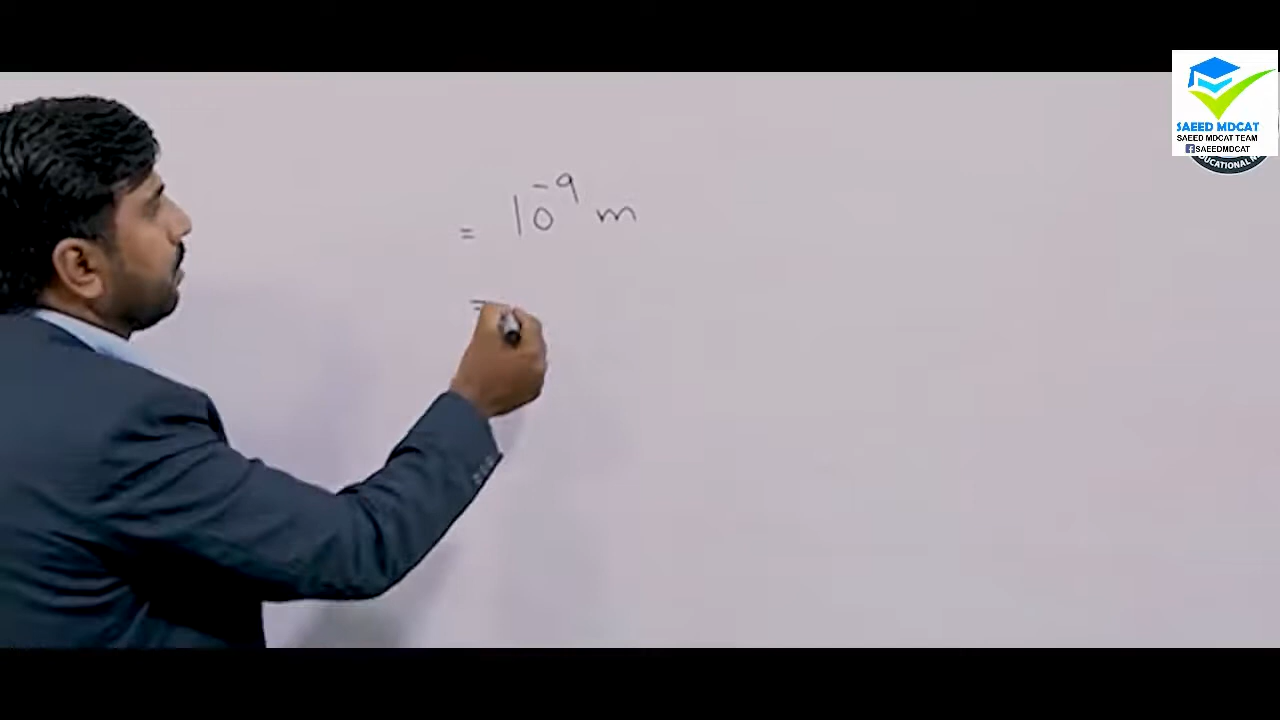 = 10⁻⁹ m
=
SAEED MDCAT
SAEED MDCAT TEAM
SAEEDMDCAT